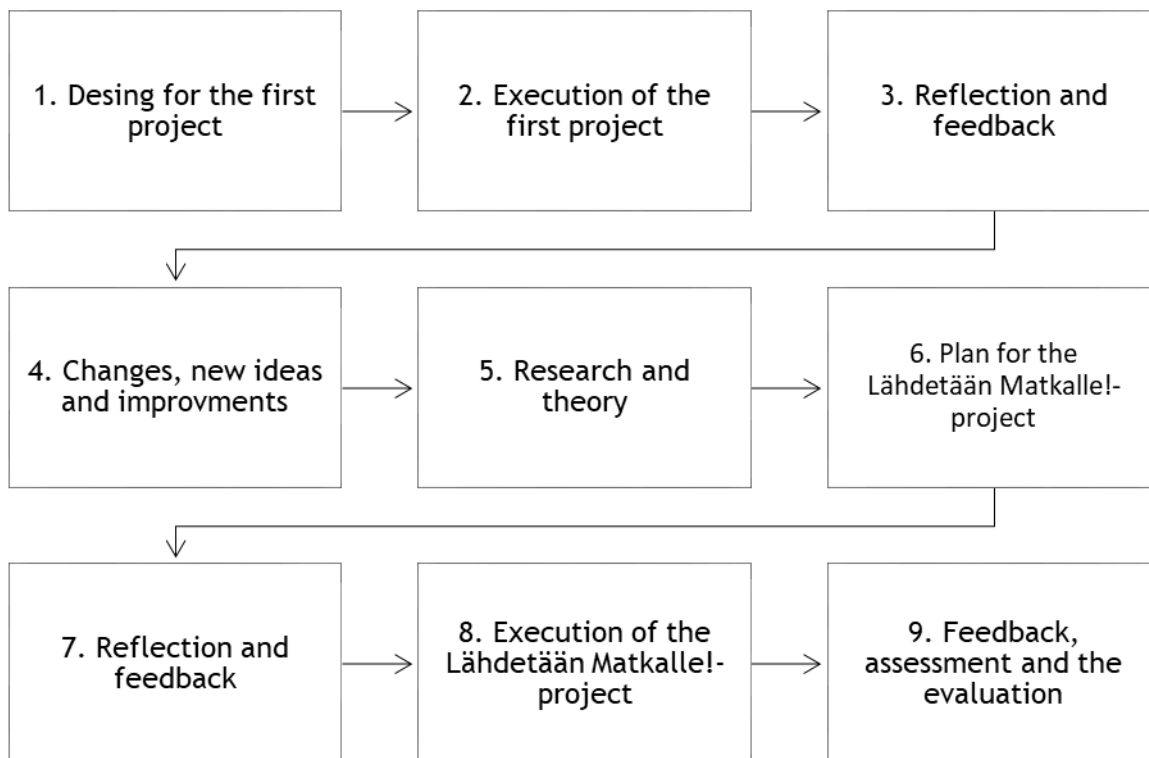 1. Desing for the first
project
2. Execution of the
first project
3. Reflection and
feedback
4. Changes, new ideas
and improvments
5. Research and
theory
6. Plan for the
Lähdetään Matkalle!-
project
7. Reflection and
feedback
8. Execution of the
Lähdetään Matkalle!-
project
9. Feedback,
assessment and the
evaluation